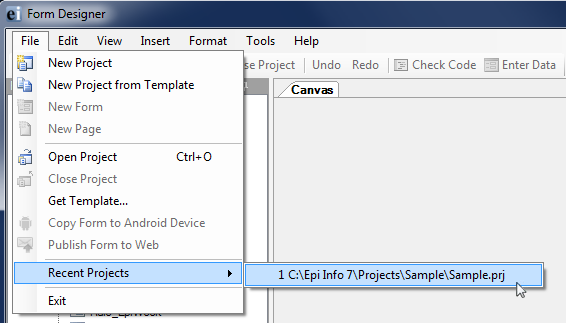 ei Form Designer
File Edit View Insert Format Tools Help
Project Undo Redo Check Code Enter Data
New Project
New Project from Template
Canvas
New Form
New Page
Open Project Ctrl+O
Close Project
Get Template...
Copy Form to Android Device
Publish Form to Web
Recent Projects
1 C:\Epi Info 7\Projects\Sample\Sample.prj
Exit